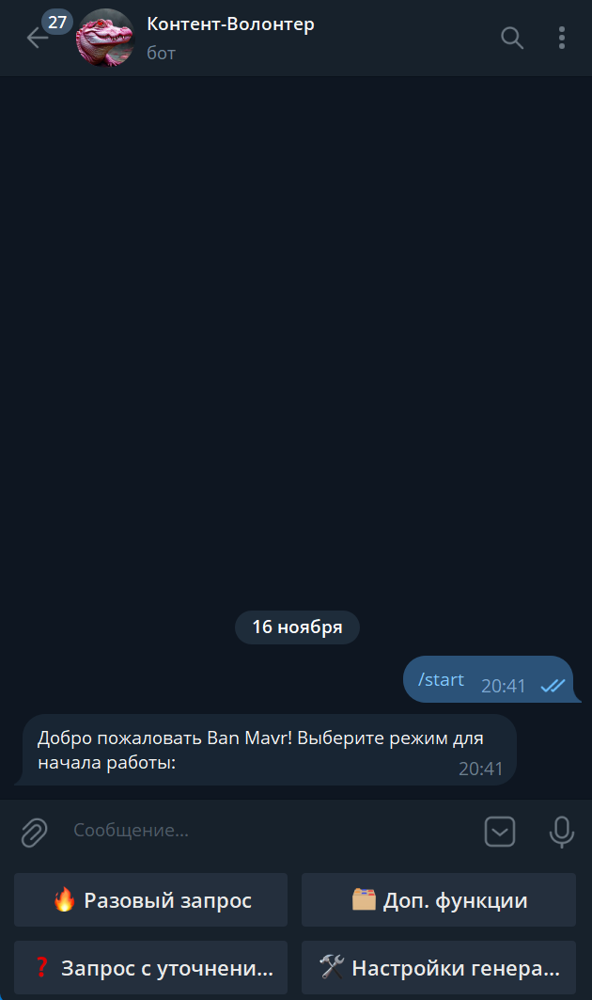 27
Контент-Волонтер
бот
16 ноября
/start 20:41
Добро пожаловать Ban Mavr! Выберите режим для
начала работы:
20:41
Сообщение...
Разовый запрос
Доп. функции
? Запрос с уточнени...
Настройки генера...